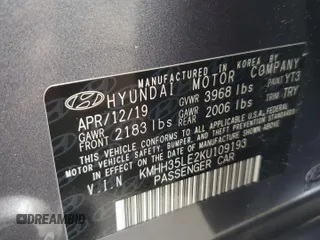 MANUFACTURED IN KOREA BY
HYUNDAI MOTOR COMPANY
APR/12/19 GVWR 3968 lbs PAINT YT3
GAWR FRONT 2183 lbs GAWR REAR 2006 lbs TRIM TRY
THIS VEHICLE CONFORMS TO ALL APPLICABLE FEDERAL
MOTOR VEHICLE SAFETY, BUMPER, AND THEFT PREVENTION
STANDARDS IN EFFECT ON THE DATE OF MANUFACTURE SHOWN ABOVE
V.I.N KMHH35LE2KU109193
PASSENGER CAR
DREAMBID